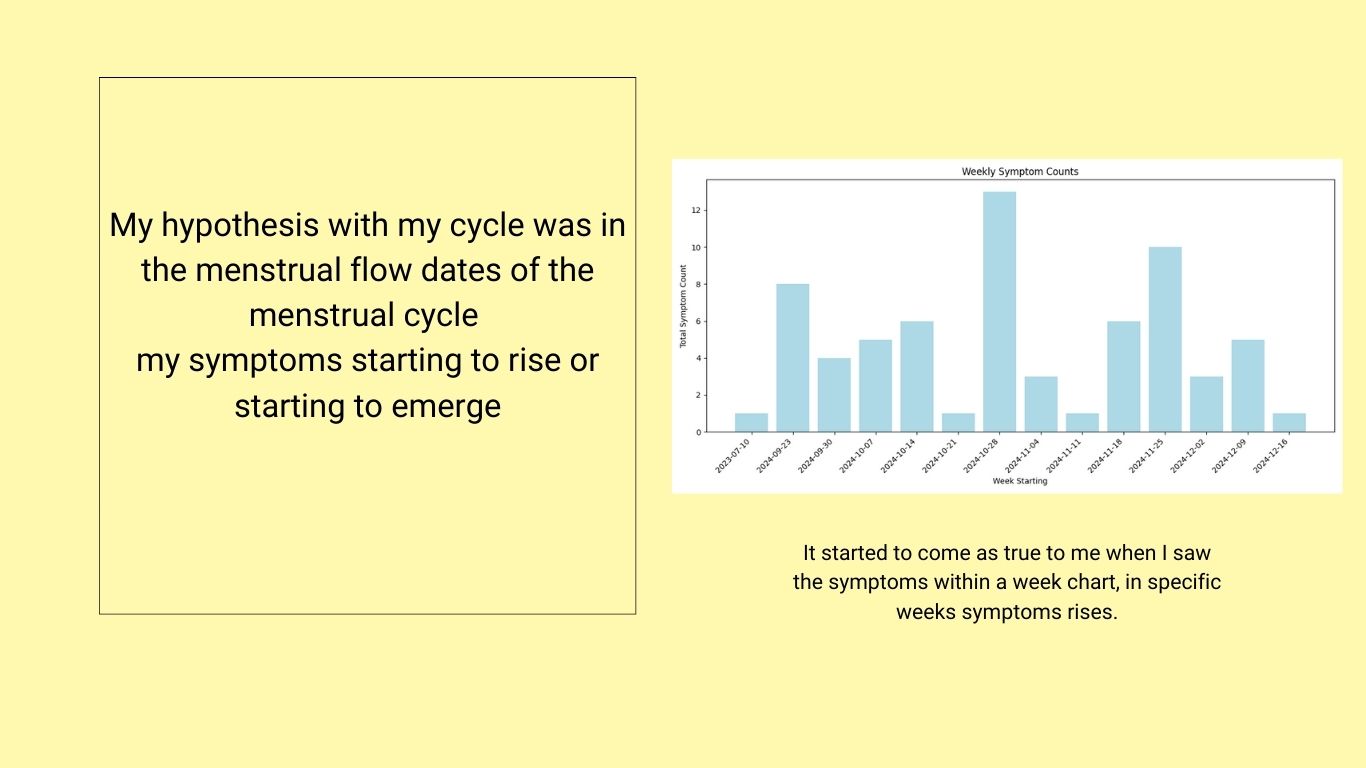 My hypothesis with my cycle was in
the menstrual flow dates of the
menstrual cycle
my symptoms starting to rise or
starting to emerge
Weekly Symptom Counts
Total Symptom Count
12
10
8
6
4
2
0
2023-07-10
2024-09-23
2024-09-30
2024-10-07
2024-10-14
2024-10-21
2024-10-28
2024-11-04
2024-11-11
2024-11-18
2024-11-25
2024-12-02
2024-12-09
2024-12-16
Week Starting
It started to come as true to me when I saw
the symptoms within a week chart, in specific
weeks symptoms rises.